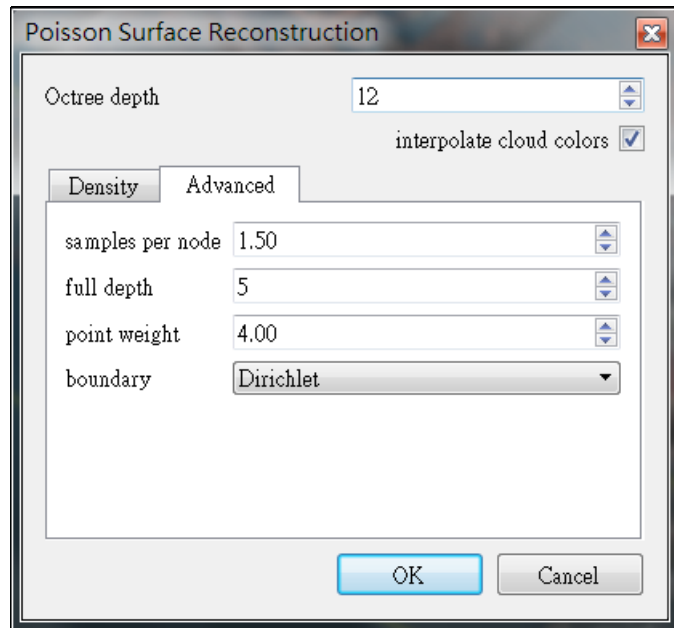 Poisson Surface Reconstruction
Octree depth 12
interpolate cloud colors
Density Advanced
samples per node 1.50
full depth 5
point weight 4.00
boundary Dirichlet
OK Cancel